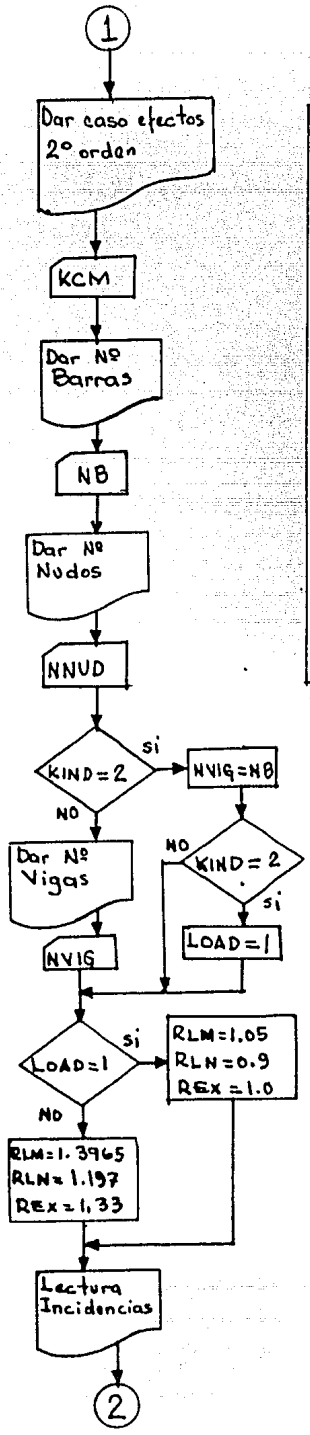 1
Dar caso efectos
2º orden
KCM
Dar Nº
Barras
NB
Dar Nº
Nudos
NNUD
KIND=2
si
NVIG=NB
NO
Dar Nº
Vigas
NVIG
NO
KIND=2
si
LOAD=1
LOAD=1
si
RLM=1.05
RLN=0.9
REX=1.0
NO
RLM=1.3965
RLN=1.197
REX=1.33
Lectura
Incidencias
2